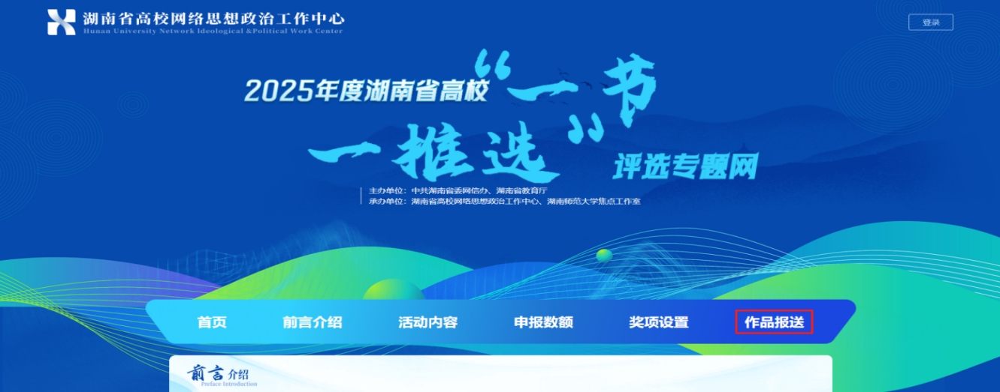 湖南省高校网络思想政治工作中心
Hunan University Network Ideological &Political Work Center
登录
2025年度湖南省高校“一节
一推选”评选专题网
主办单位：中共湖南省委网信办、湖南省教育厅
承办单位：湖南省高校网络思想政治工作中心、湖南师范大学焦点工作室
首页 前言介绍 活动内容 申报数额 奖项设置 作品报送
前言介绍
Preface Introduction